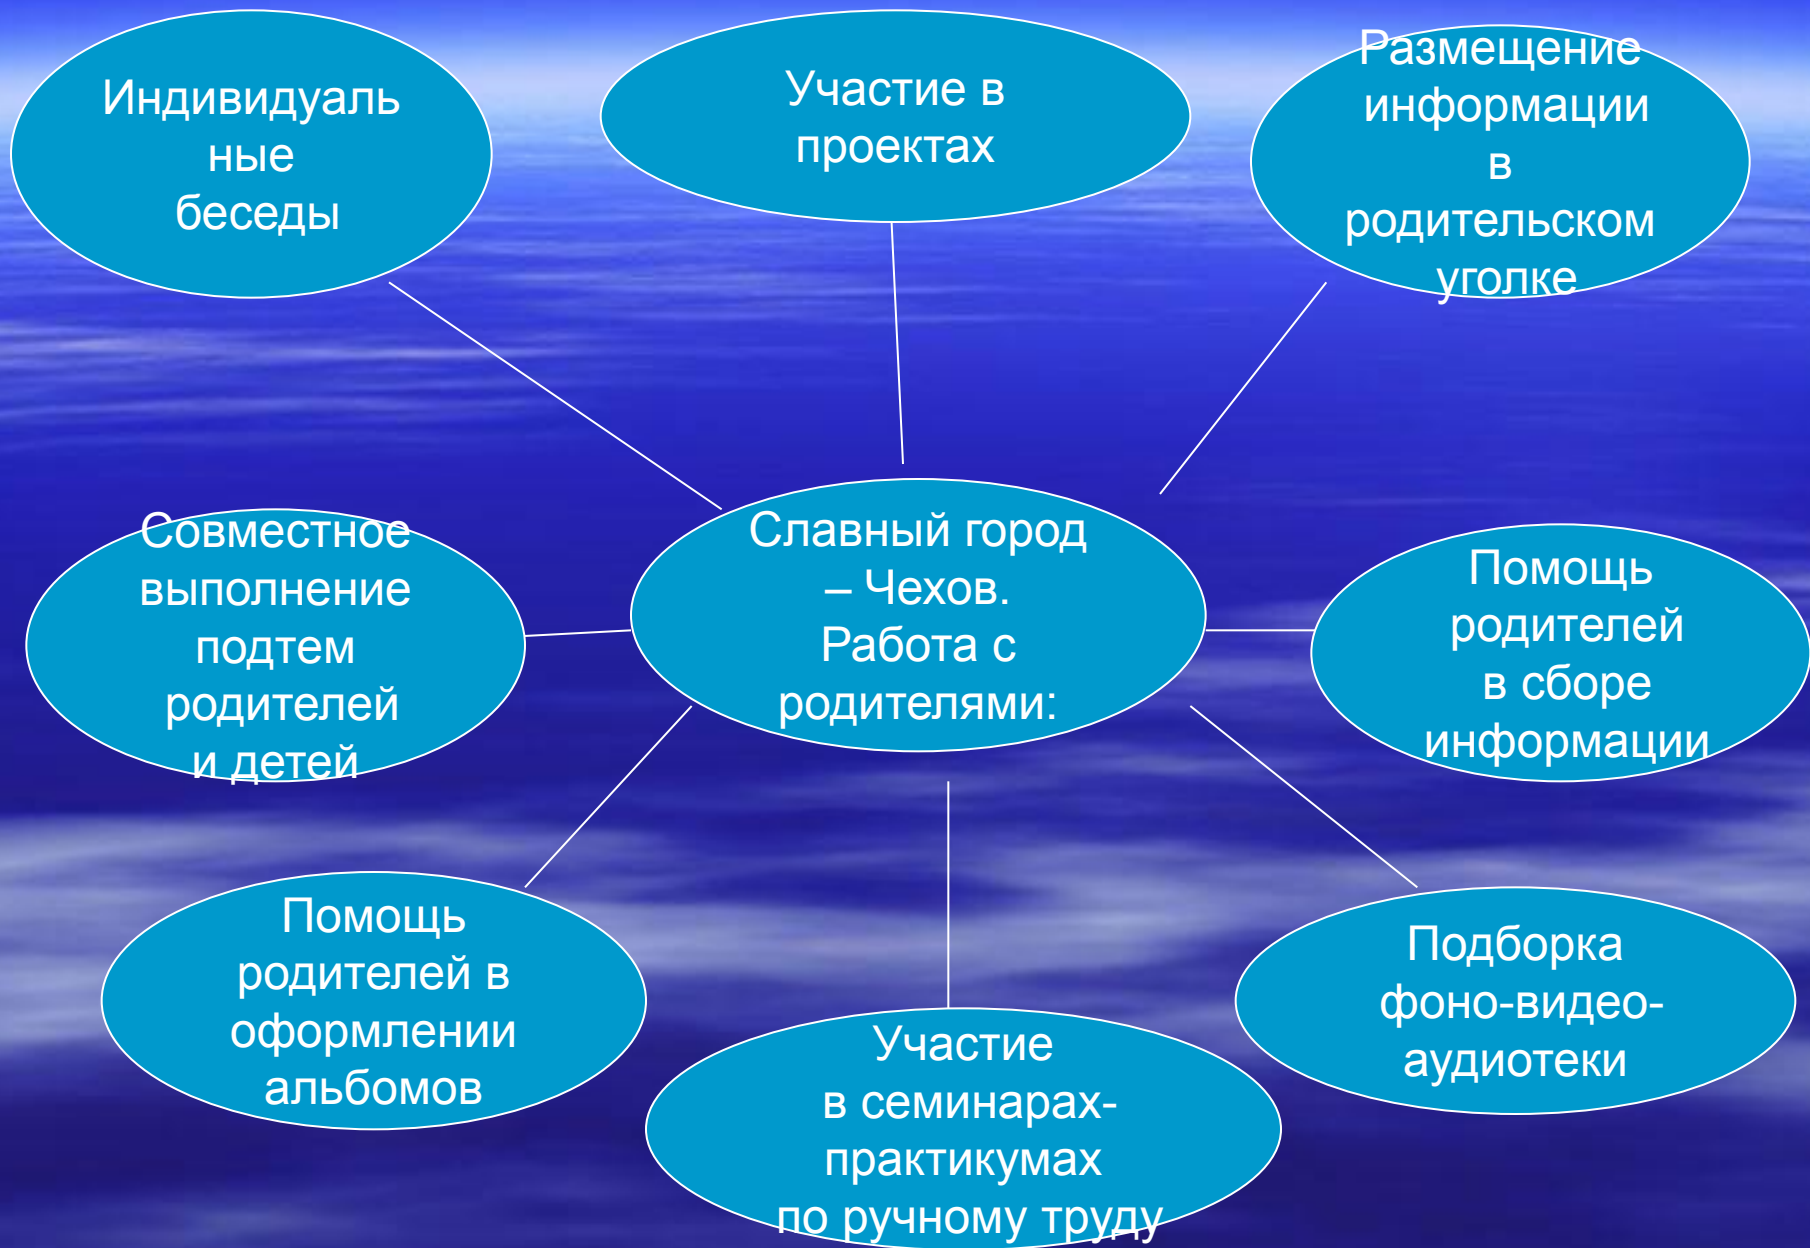 Индивидуаль
ные
беседы
Участие в
проектах
Размещение
информации
в
родительском
уголке
Совместное
выполнение
подтем
родителей
и детей
Славный город
– Чехов.
Работа с
родителями:
Помощь
родителей
в сборе
информации
Помощь
родителей в
оформлении
альбомов
Участие
в семинарах-
практикумах
по ручному труду
Подборка
фоно-видео-
аудиотеки